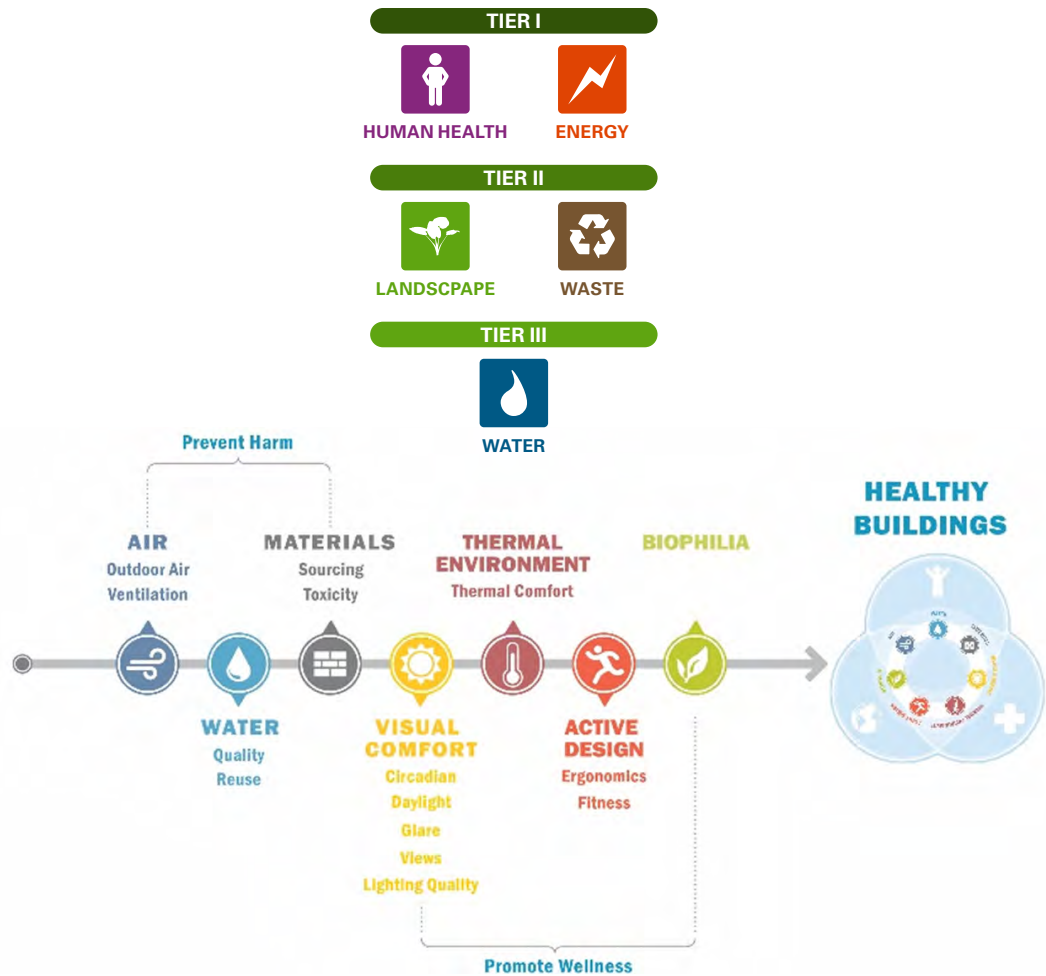 TIER I
HUMAN HEALTH
ENERGY
TIER II
LANDSCPAPE
WASTE
TIER III
WATER
Prevent Harm
AIR
Outdoor Air
Ventilation
MATERIALS
Sourcing
Toxicity
THERMAL
ENVIRONMENT
Thermal Comfort
BIOPHILIA
HEALTHY
BUILDINGS
WATER
Quality
Reuse
VISUAL
COMFORT
Circadian
Daylight
Glare
Views
Lighting Quality
ACTIVE
DESIGN
Ergonomics
Fitness
Promote Wellness